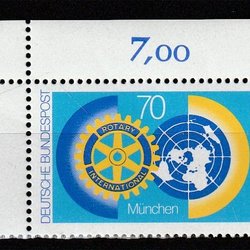 7,00
DEUTSCHE BUNDESPOST
70
ROTARY
INTERNATIONAL
München